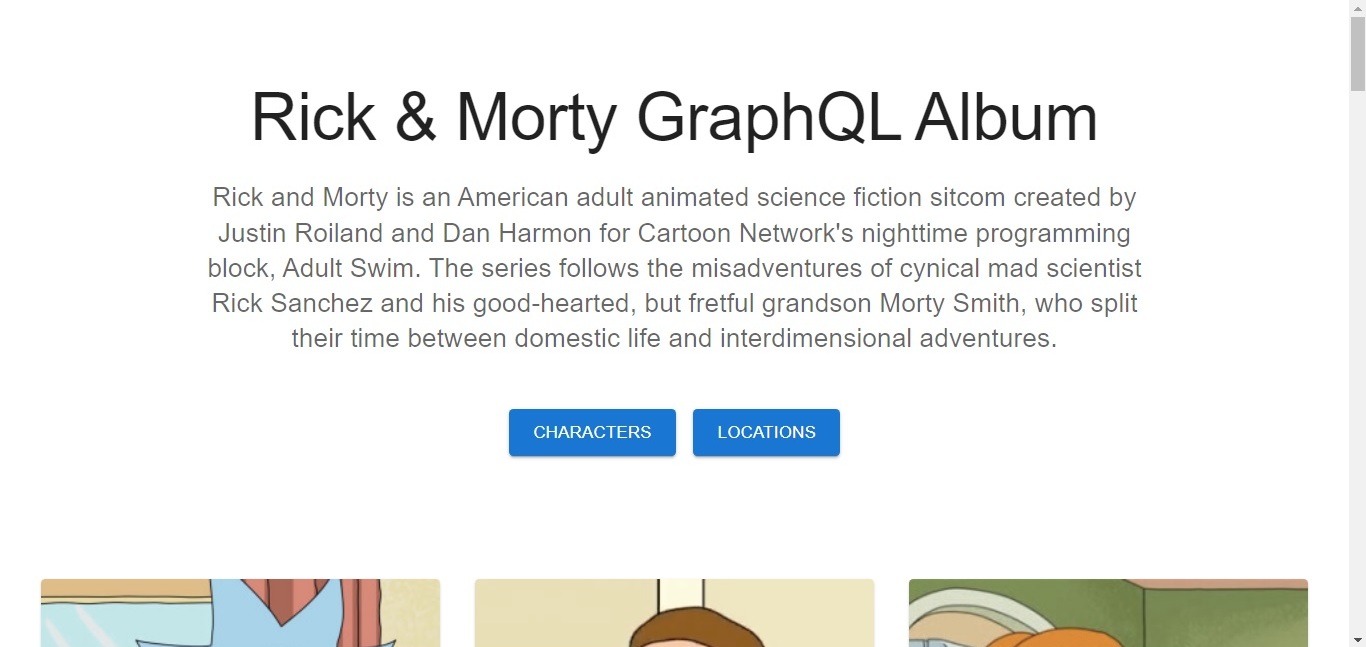 Rick & Morty GraphQL Album
Rick and Morty is an American adult animated science fiction sitcom created by
Justin Roiland and Dan Harmon for Cartoon Network's nighttime programming
block, Adult Swim. The series follows the misadventures of cynical mad scientist
Rick Sanchez and his good-hearted, but fretful grandson Morty Smith, who split
their time between domestic life and interdimensional adventures.
CHARACTERS
LOCATIONS